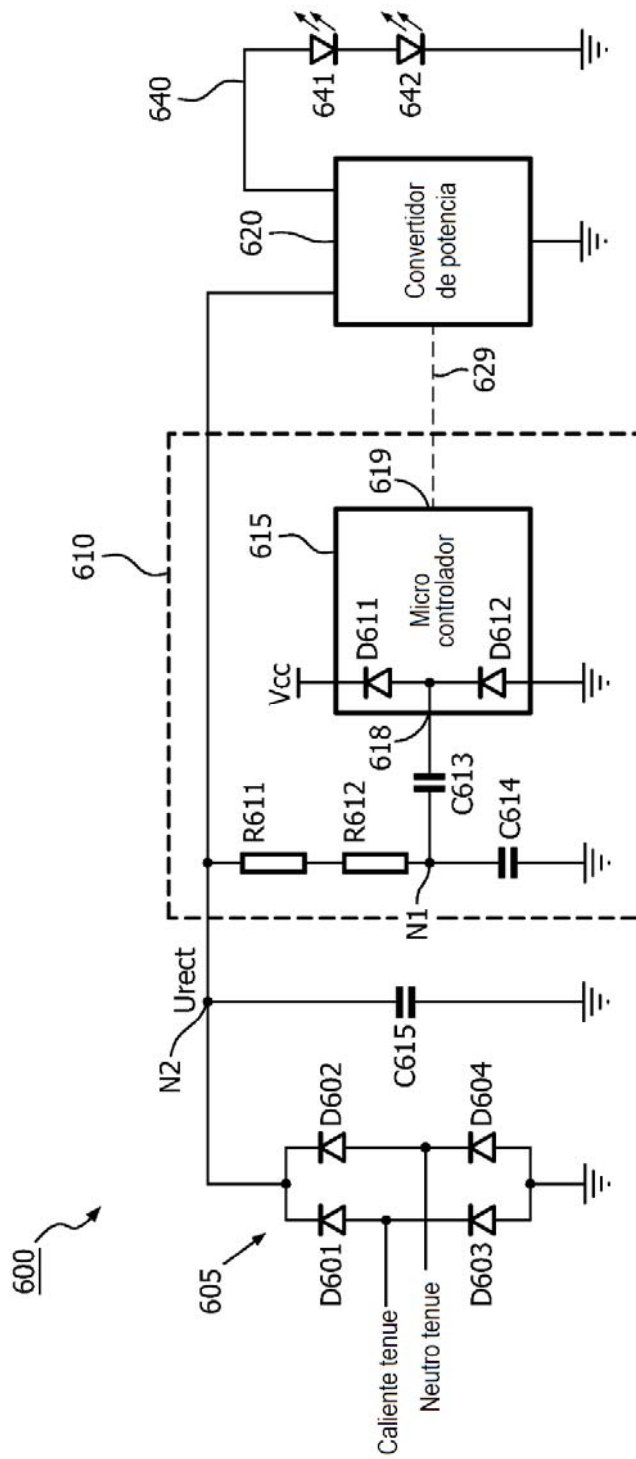 600
605
D601
D602
D603
D604
Caliente tenue
Neutro tenue
N2
Urect
C615
610
R611
R612
N1
C613
C614
618
Vcc
D611
D612
Micro
controlador
615
619
629
620
Convertidor
de potencia
640
641
642